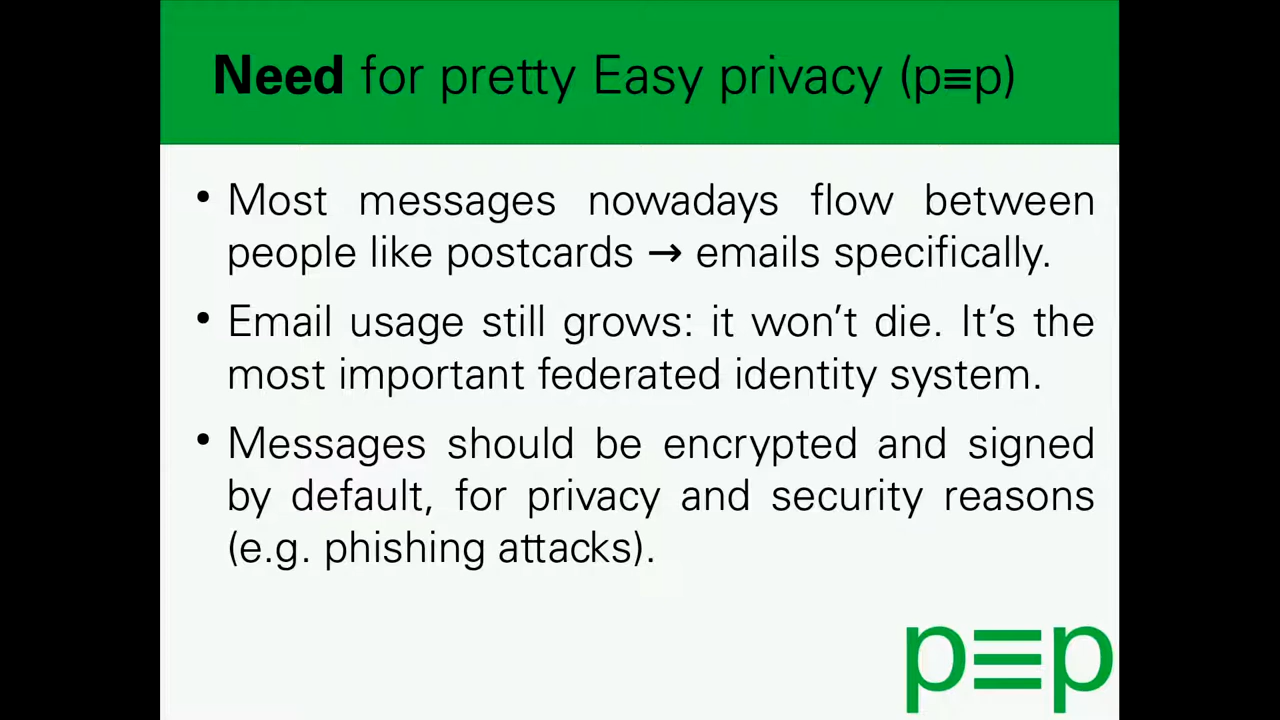 Need for pretty Easy privacy (p≡p)
• Most messages nowadays flow between
people like postcards → emails specifically.
• Email usage still grows: it won’t die. It’s the
most important federated identity system.
• Messages should be encrypted and signed
by default, for privacy and security reasons
(e.g. phishing attacks).
p≡p